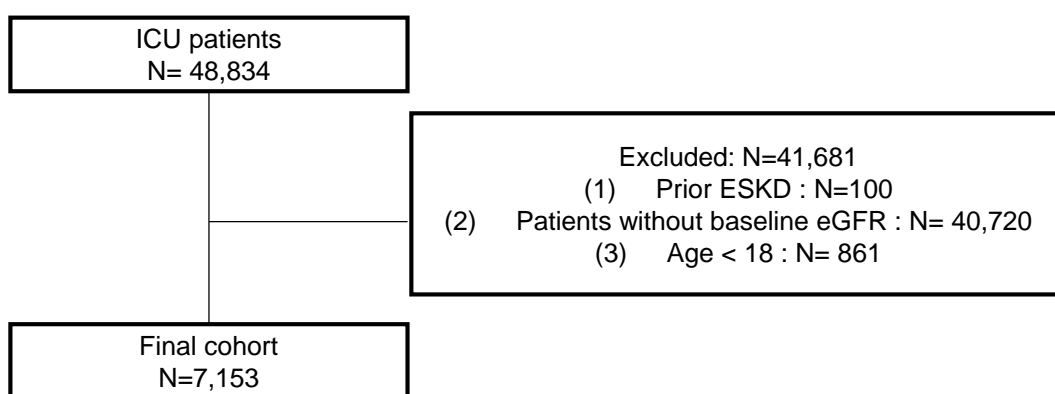 ICU patients
N= 48,834
Excluded: N=41,681
(1) Prior ESKD : N=100
(2) Patients without baseline eGFR : N= 40,720
(3) Age < 18 : N= 861
Final cohort
N=7,153